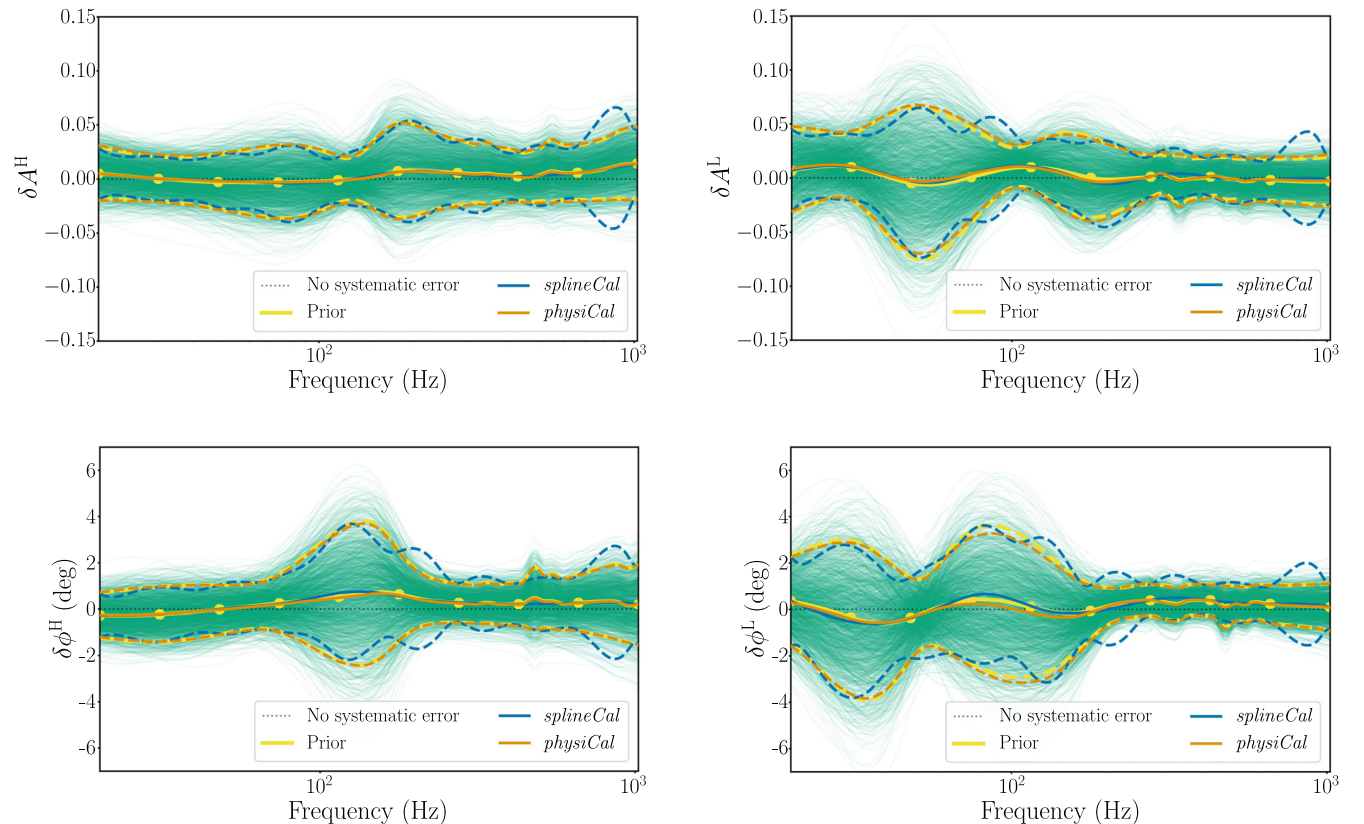 0.15
0.10
0.05
0.00
−0.05
−0.10
−0.15
δA^H
No systematic error
Prior
splineCal
physiCal
10^2
10^3
Frequency (Hz)
0.15
0.10
0.05
0.00
−0.05
−0.10
−0.15
δA^L
No systematic error
Prior
splineCal
physiCal
10^2
10^3
Frequency (Hz)
6
4
2
0
-2
-4
-6
δϕ^H (deg)
No systematic error
Prior
splineCal
physiCal
10^2
10^3
Frequency (Hz)
6
4
2
0
-2
-4
-6
δϕ^L (deg)
No systematic error
Prior
splineCal
physiCal
10^2
10^3
Frequency (Hz)